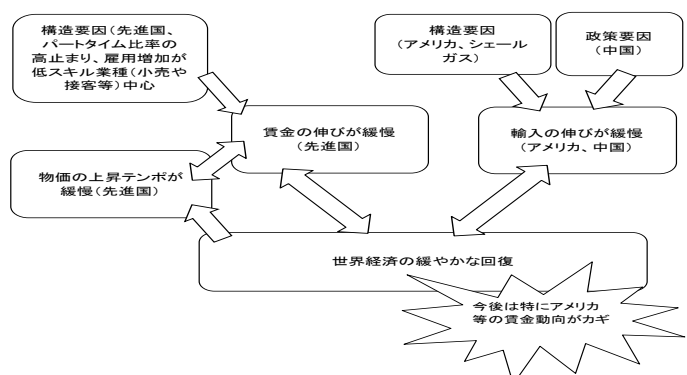 構造要因（先進国、
パートタイム比率の
高止まり、雇用増加が
低スキル業種（小売や
接客等）中心
構造要因
（アメリカ、シェール
ガス）
政策要因
（中国）
賃金の伸びが緩慢
（先進国）
輸入の伸びが緩慢
（アメリカ、中国）
物価の上昇テンポが
緩慢（先進国）
世界経済の緩やかな回復
今後は特にアメリカ
等の賃金動向がカギ